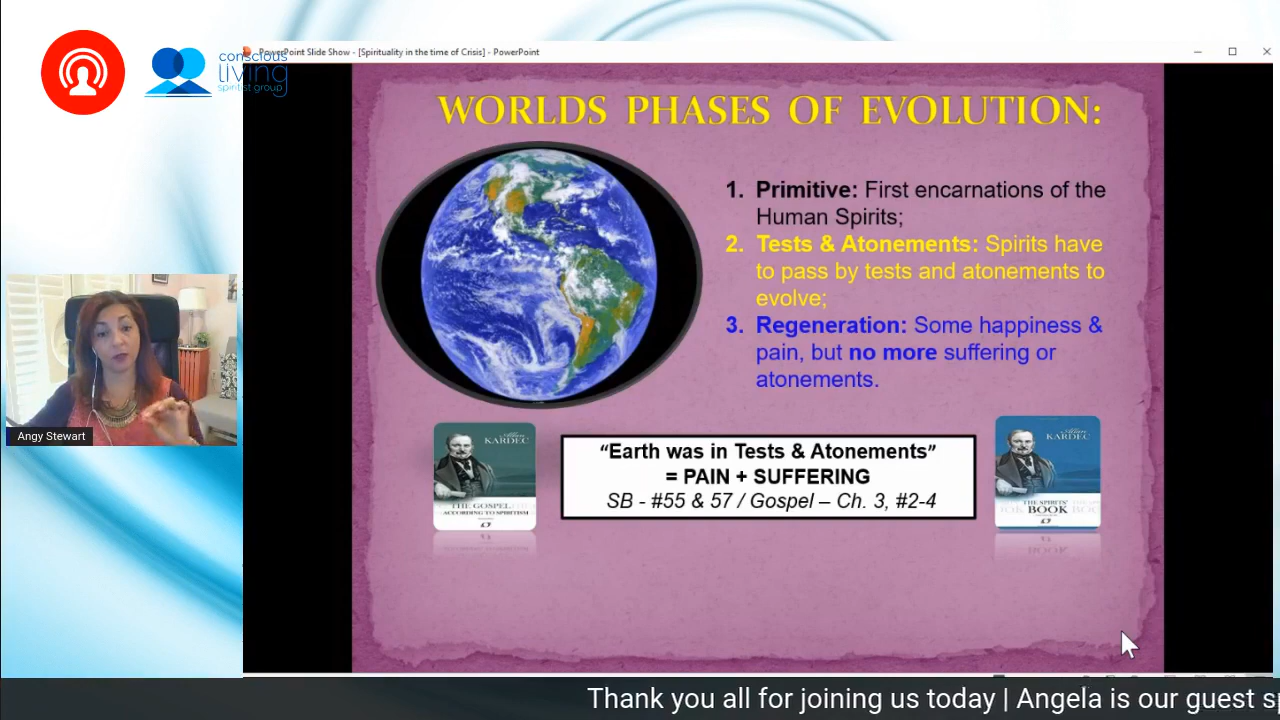 PowerPoint Slide Show - [Spirituality in the time of Crisis] - PowerPoint
conscious
living
spiritist group
WORLDS PHASES OF EVOLUTION:
1. Primitive: First encarnations of the
Human Spirits;
2. Tests & Atonements: Spirits have
to pass by tests and atonements to
evolve;
3. Regeneration: Some happiness &
pain, but no more suffering or
atonements.
Angy Stewart
Allan
KARDEC
THE GOSPEL
ACCORDING TO SPIRITISM
“Earth was in Tests & Atonements”
= PAIN + SUFFERING
SB - #55 & 57 / Gospel – Ch. 3, #2-4
Allan
KARDEC
THE SPIRITS'
BOOK
Thank you all for joining us today | Angela is our guest s